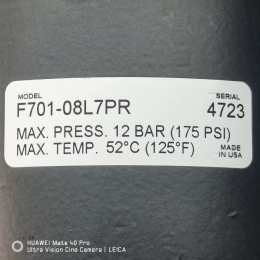 MODEL SERIAL
F701-08L7PR 4723
MAX. PRESS. 12 BAR (175 PSI)
MAX. TEMP. 52°C (125°F) MADE IN USA
HUAWEI Mate 40 Pro
Ultra Vision Cine Camera | LEICA